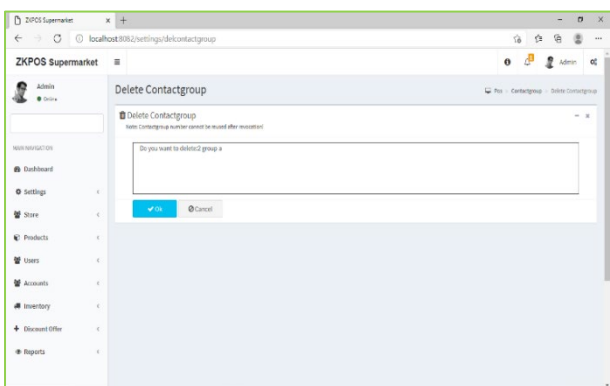 ZKPOS Supermarket
localhost:8082/settings/delcontactgroup
ZKPOS Supermarket
Admin
Admin
Online
Delete Contactgroup
Pos > Contactgroup > Delete Contactgroup
Delete Contactgroup
Note: Contactgroup number cannot be reused after revocation!
Do you want to delete:2 group a
Ok
Cancel
MAIN NAVIGATION
Dashboard
Settings
Store
Products
Users
Accounts
Inventory
Discount Offer
Reports